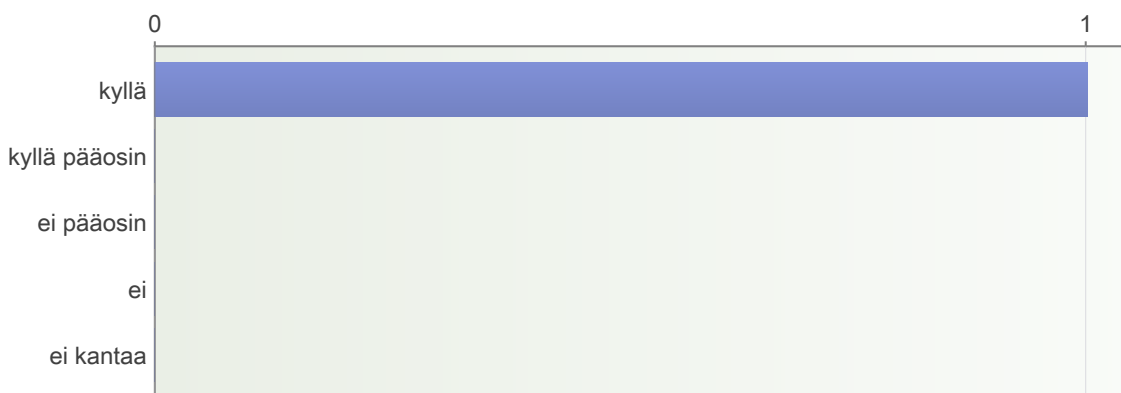 0 1
kyllä
kyllä pääosin
ei pääosin
ei
ei kantaa